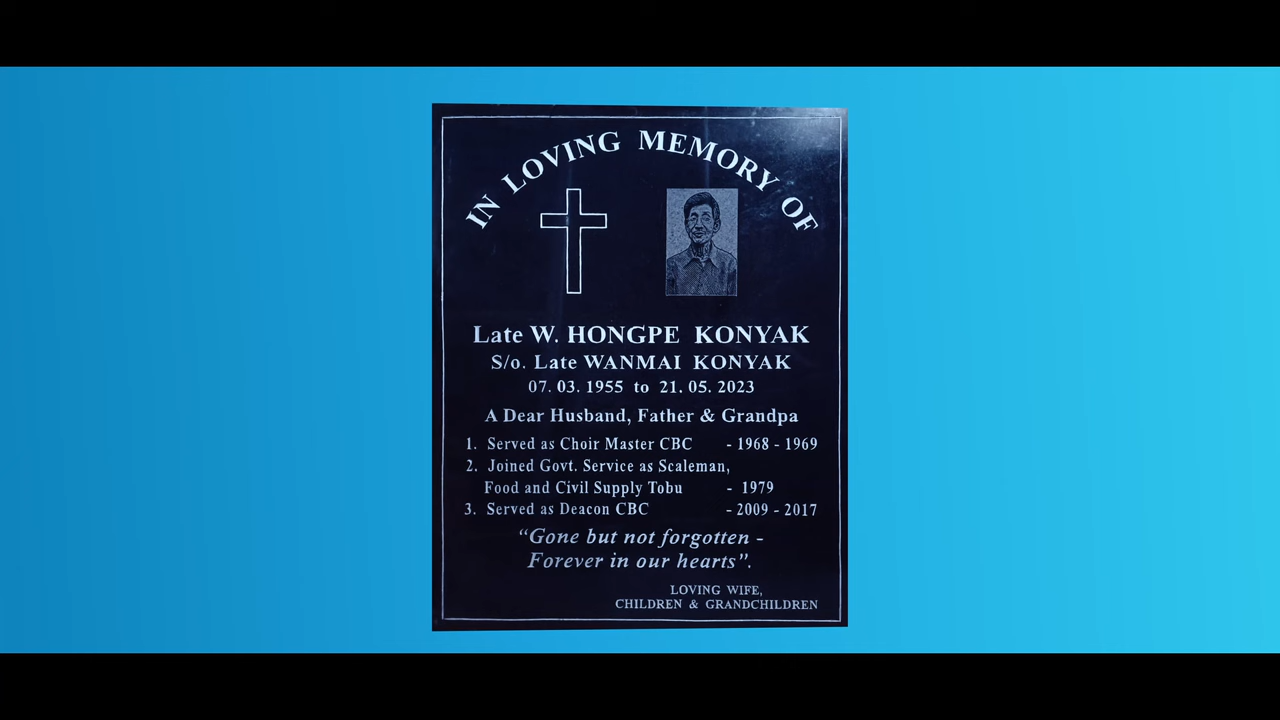 IN LOVING MEMORY OF
Late W. HONGPE KONYAK
S/o. Late WANMAI KONYAK
07. 03. 1955 to 21. 05. 2023
A Dear Husband, Father & Grandpa
1. Served as Choir Master CBC - 1968 - 1969
2. Joined Govt. Service as Scaleman,
Food and Civil Supply Tobu - 1979
3. Served as Deacon CBC - 2009 - 2017
“Gone but not forgotten -
Forever in our hearts”.
LOVING WIFE,
CHILDREN & GRANDCHILDREN